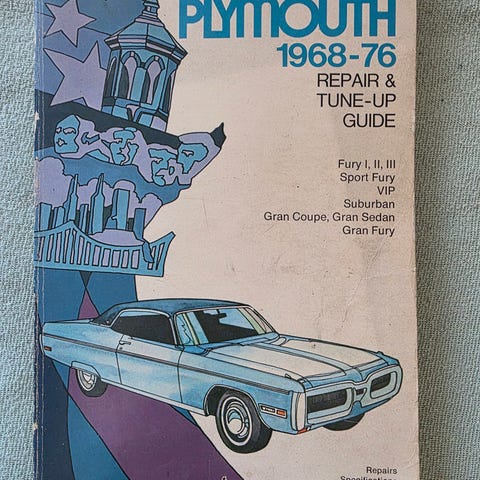 PLYMOUTH
1968-76
REPAIR &
TUNE-UP
GUIDE
Fury I, II, III
Sport Fury
VIP
Suburban
Gran Coupe, Gran Sedan
Gran Fury
Repairs
Specifications